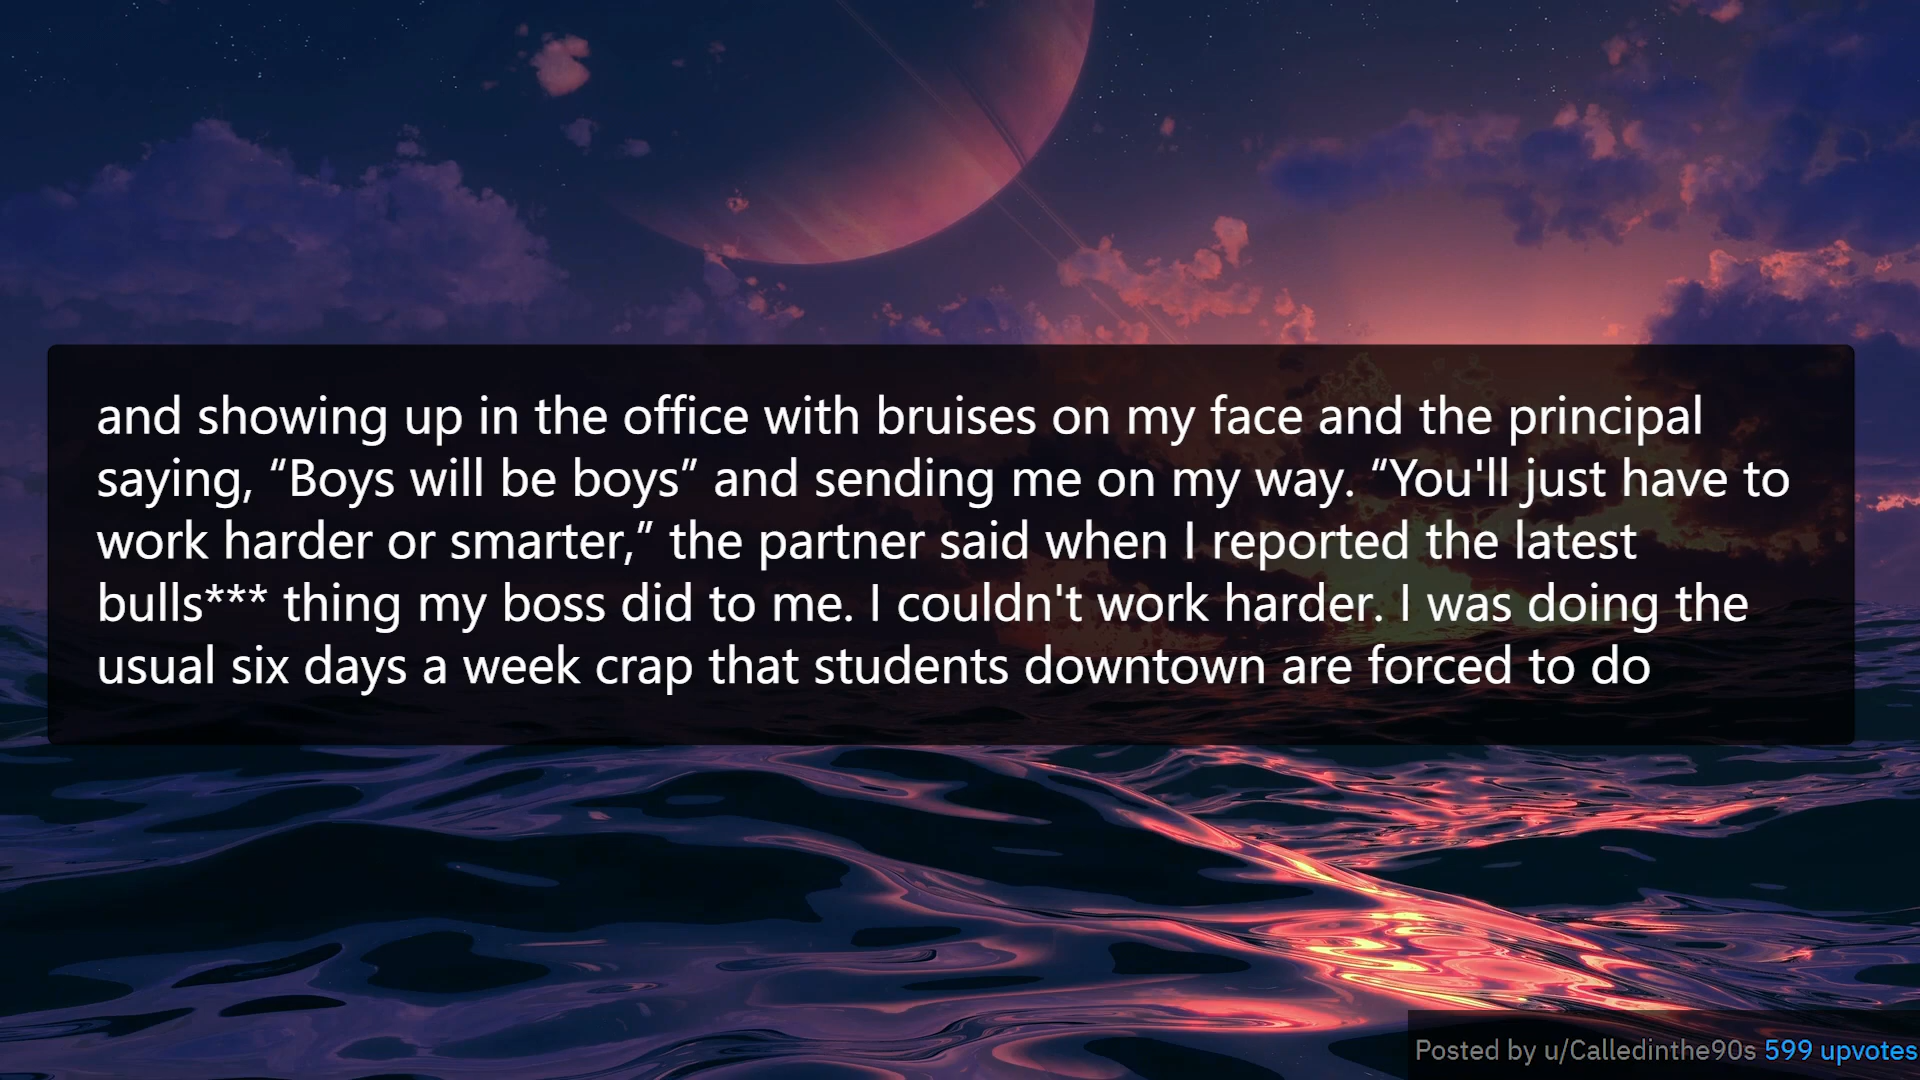 and showing up in the office with bruises on my face and the principal
saying, “Boys will be boys” and sending me on my way. “You'll just have to
work harder or smarter,” the partner said when I reported the latest
bulls*** thing my boss did to me. I couldn't work harder. I was doing the
usual six days a week crap that students downtown are forced to do
Posted by u/Calledinthe90s 599 upvotes